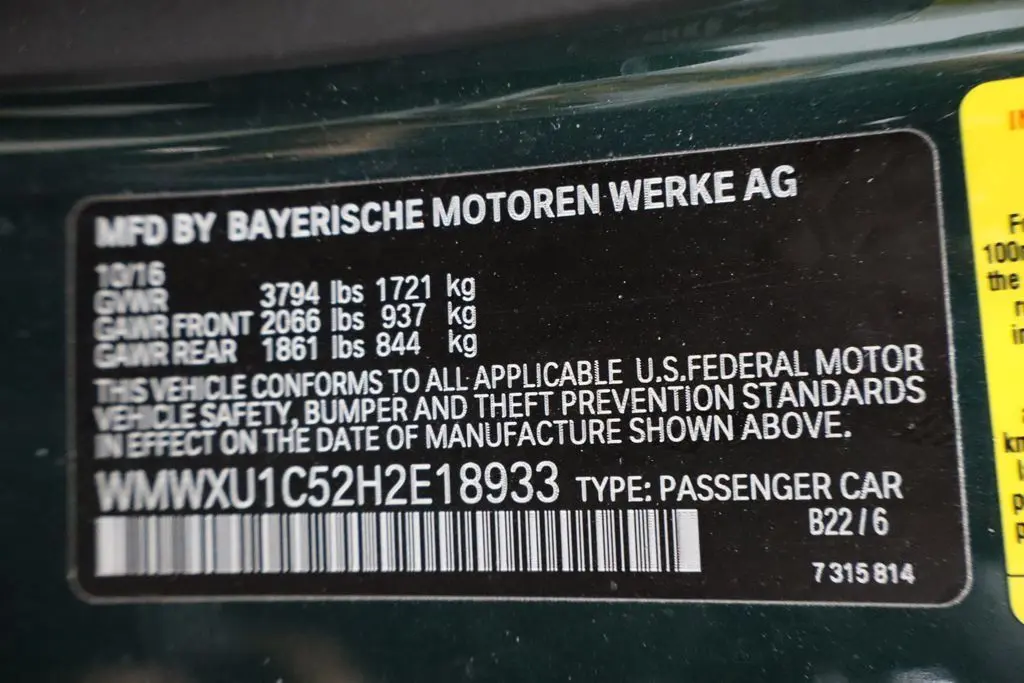 MFD BY BAYERISCHE MOTOREN WERKE AG
10/16
GVWR 3794 lbs 1721 kg
GAWR FRONT 2066 lbs 937 kg
GAWR REAR 1861 lbs 844 kg
THIS VEHICLE CONFORMS TO ALL APPLICABLE U.S.FEDERAL MOTOR
VEHICLE SAFETY, BUMPER AND THEFT PREVENTION STANDARDS
IN EFFECT ON THE DATE OF MANUFACTURE SHOWN ABOVE.
WMWXU1C52H2E18933 TYPE: PASSENGER CAR
B22/6
7315814
the